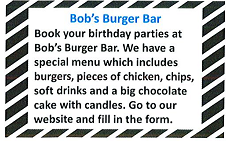 Bob's Burger Bar
Book your birthday parties at
Bob's Burger Bar. We have a
special menu which includes
burgers, pieces of chicken, chips,
soft drinks and a big chocolate
cake with candles. Go to our
website and fill in the form.